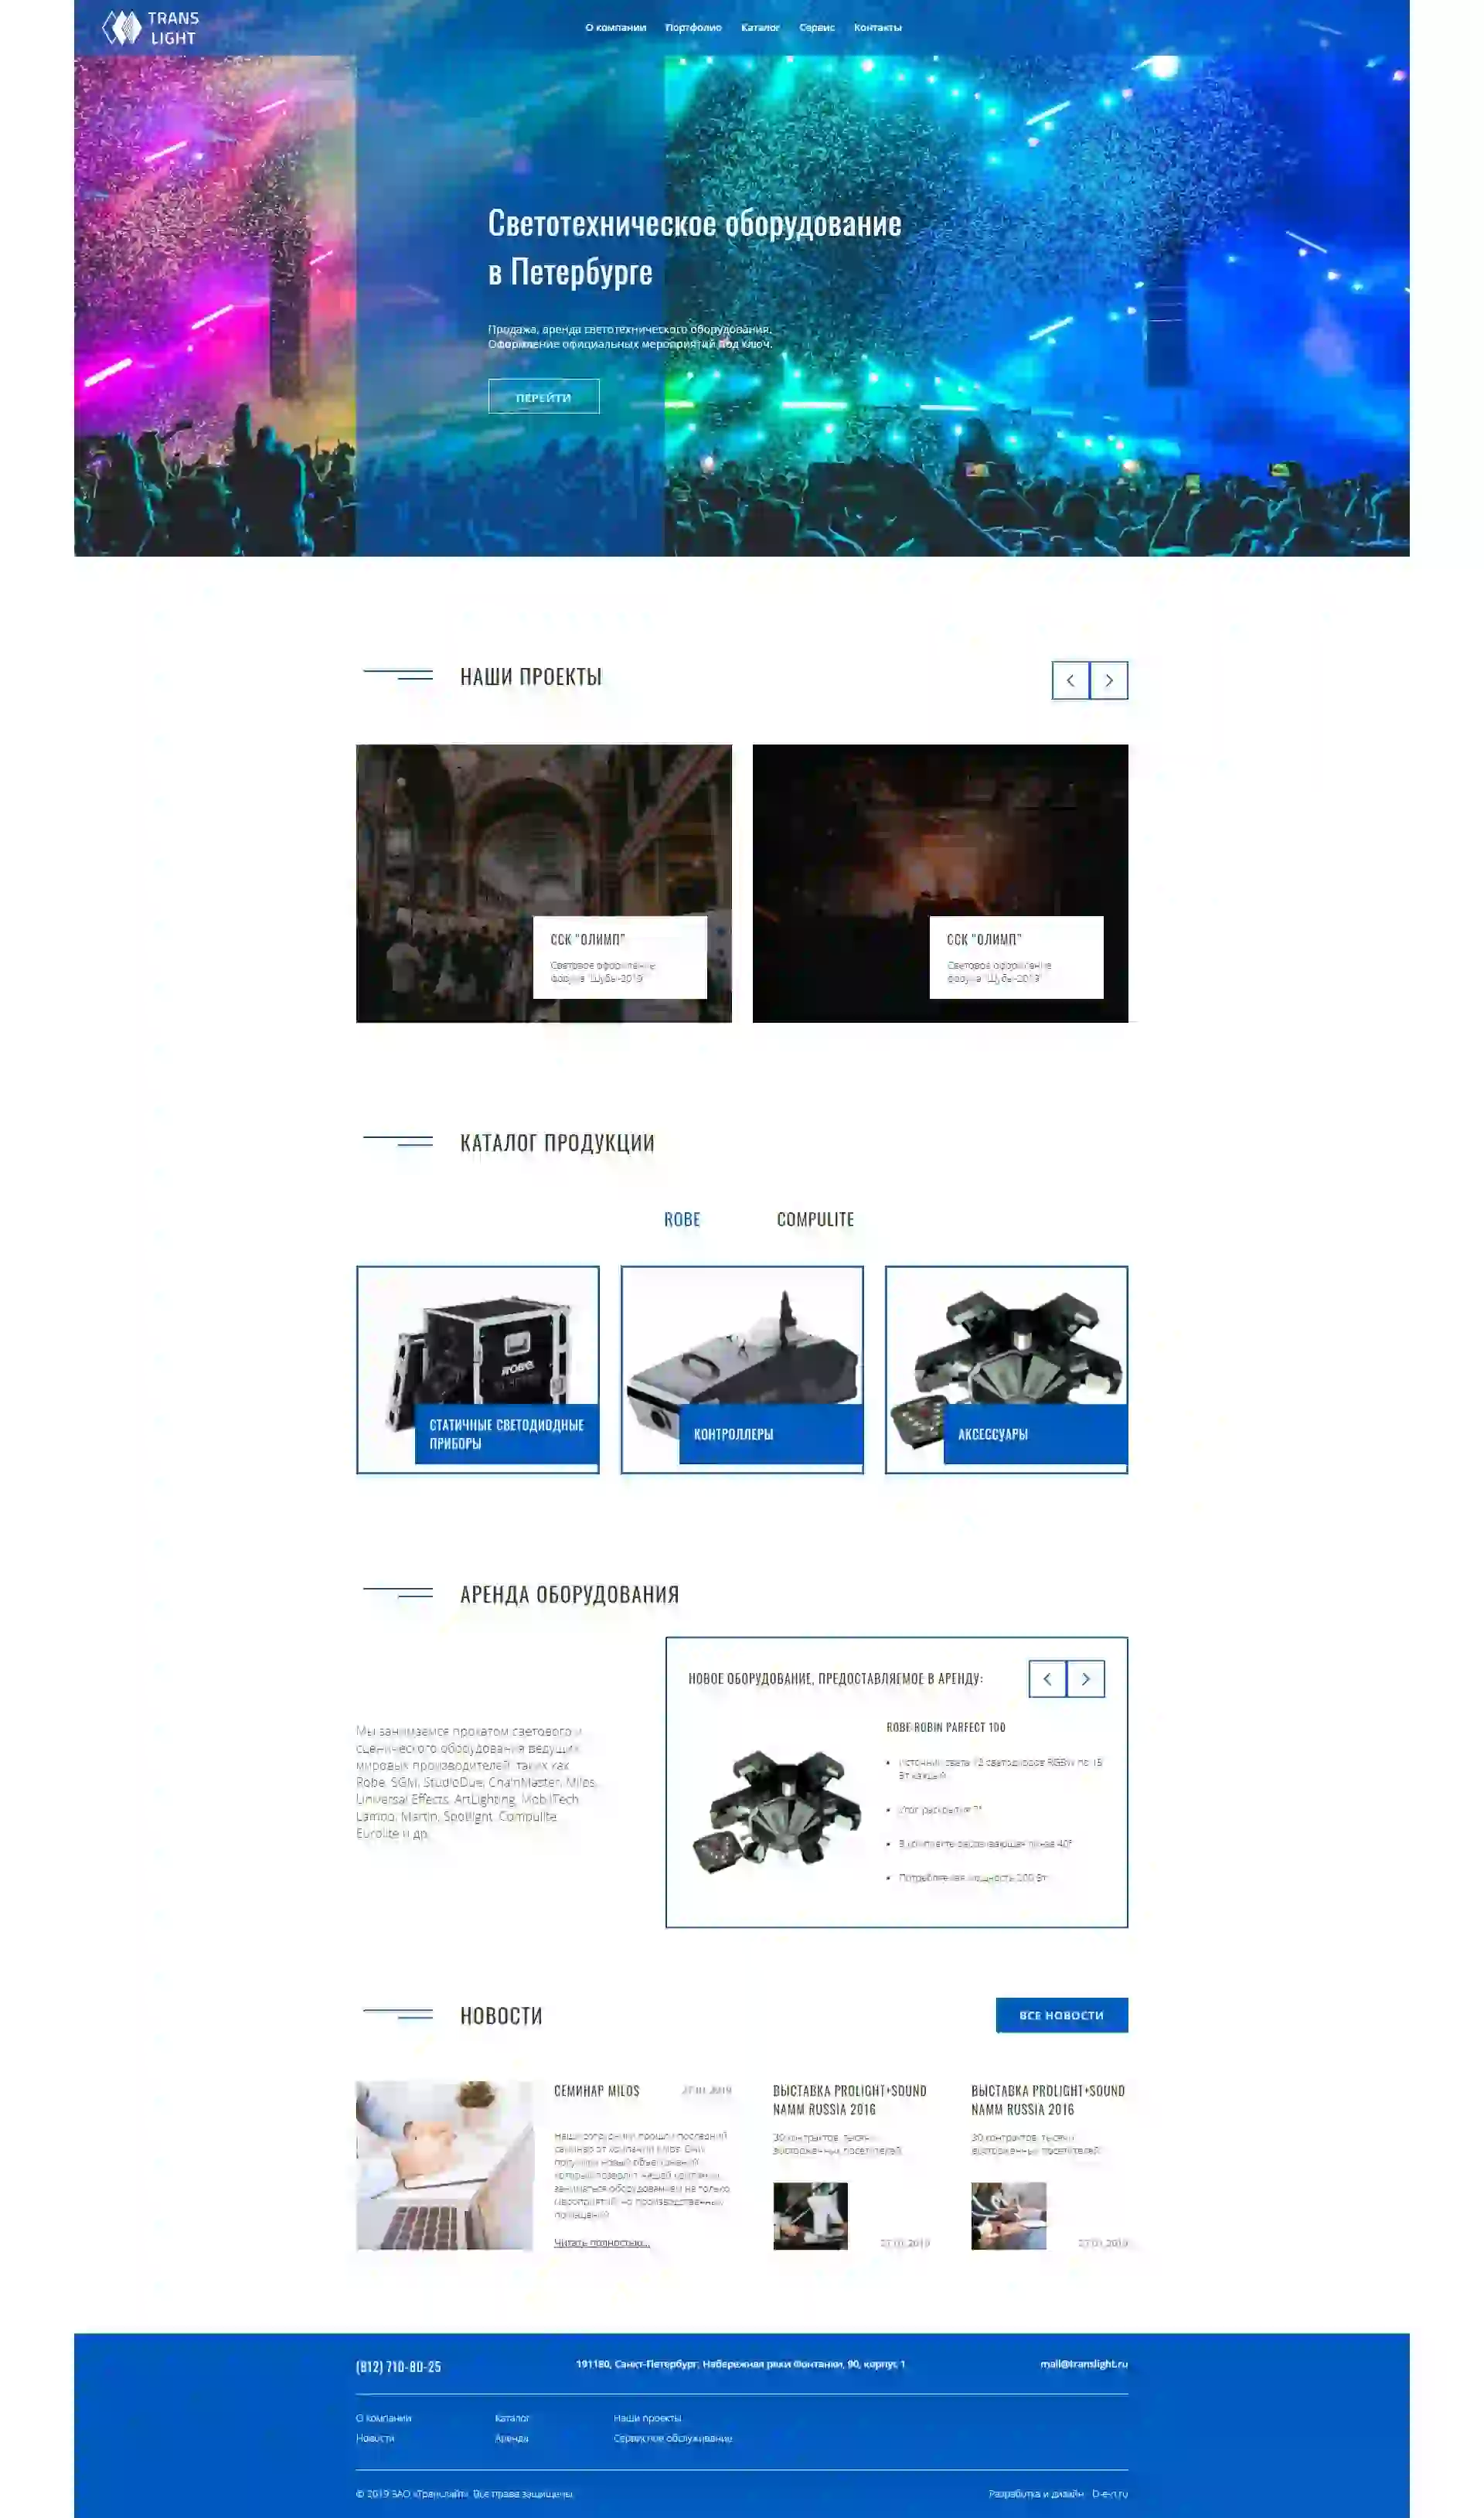 TRANS
LIGHT
О компании Портфолио Каталог Сервис Контакты
Светотехническое оборудование
в Петербурге
Продажа, аренда светотехнического оборудования.
Оформление официальных мероприятий под ключ.
ПЕРЕЙТИ
НАШИ ПРОЕКТЫ
ССК "ОЛИМП"
Световое оформление
форума "Шубы-2019"
ССК "ОЛИМП"
Световое оформление
форума "Шубы-2019"
КАТАЛОГ ПРОДУКЦИИ
ROBE COMPULITE
ROBE
СТАТИЧНЫЕ СВЕТОДИОДНЫЕ
ПРИБОРЫ
КОНТРОЛЛЕРЫ
АКСЕССУАРЫ
АРЕНДА ОБОРУДОВАНИЯ
Мы занимаемся прокатом светового и
сценического оборудования ведущих
мировых производителей, таких как
Robe, SGM, StudioDue, ChainMaster, Milos,
Universal Effects, ArtLighting, MobilTech
Lampo, Martin, Spotlight, Compulite,
Eurolite и др.
НОВОЕ ОБОРУДОВАНИЕ, ПРЕДОСТАВЛЯЕМОЕ В АРЕНДУ:
ROBE ROBIN PARFECT 100
Источник света 12 светодиодов RGBW по 15
Вт каждый
Угол раскрытия 7°
В комплекте рассеивающая линза 40°
Потребляемая мощность 200 Вт
НОВОСТИ
ВСЕ НОВОСТИ
СЕМИНАР MILOS 27.01.2019
Наши сотрудники прошли последний
семинар от компании Milos. Они
получили новый объем знаний,
который позволит нашей компании
заниматься оборудованием не только
мероприятий, но производственных
помещений.
Читать полностью...
ВЫСТАВКА PROLIGHT+SOUND
NAMM RUSSIA 2016
30 контрактов, тысячи
восторженных посетителей.
27.01.2019
ВЫСТАВКА PROLIGHT+SOUND
NAMM RUSSIA 2016
30 контрактов, тысячи
восторженных посетителей.
27.01.2019
(812) 710-80-25
191180, Санкт-Петербург, Набережная реки Фонтанки, 90, корпус 1
mail@translight.ru
О компании Каталог Наши проекты
Новости Аренда Сервисное обслуживание
© 2019 ЗАО «Транслайт». Все права защищены.
Разработка и дизайн - D-e-n.ru